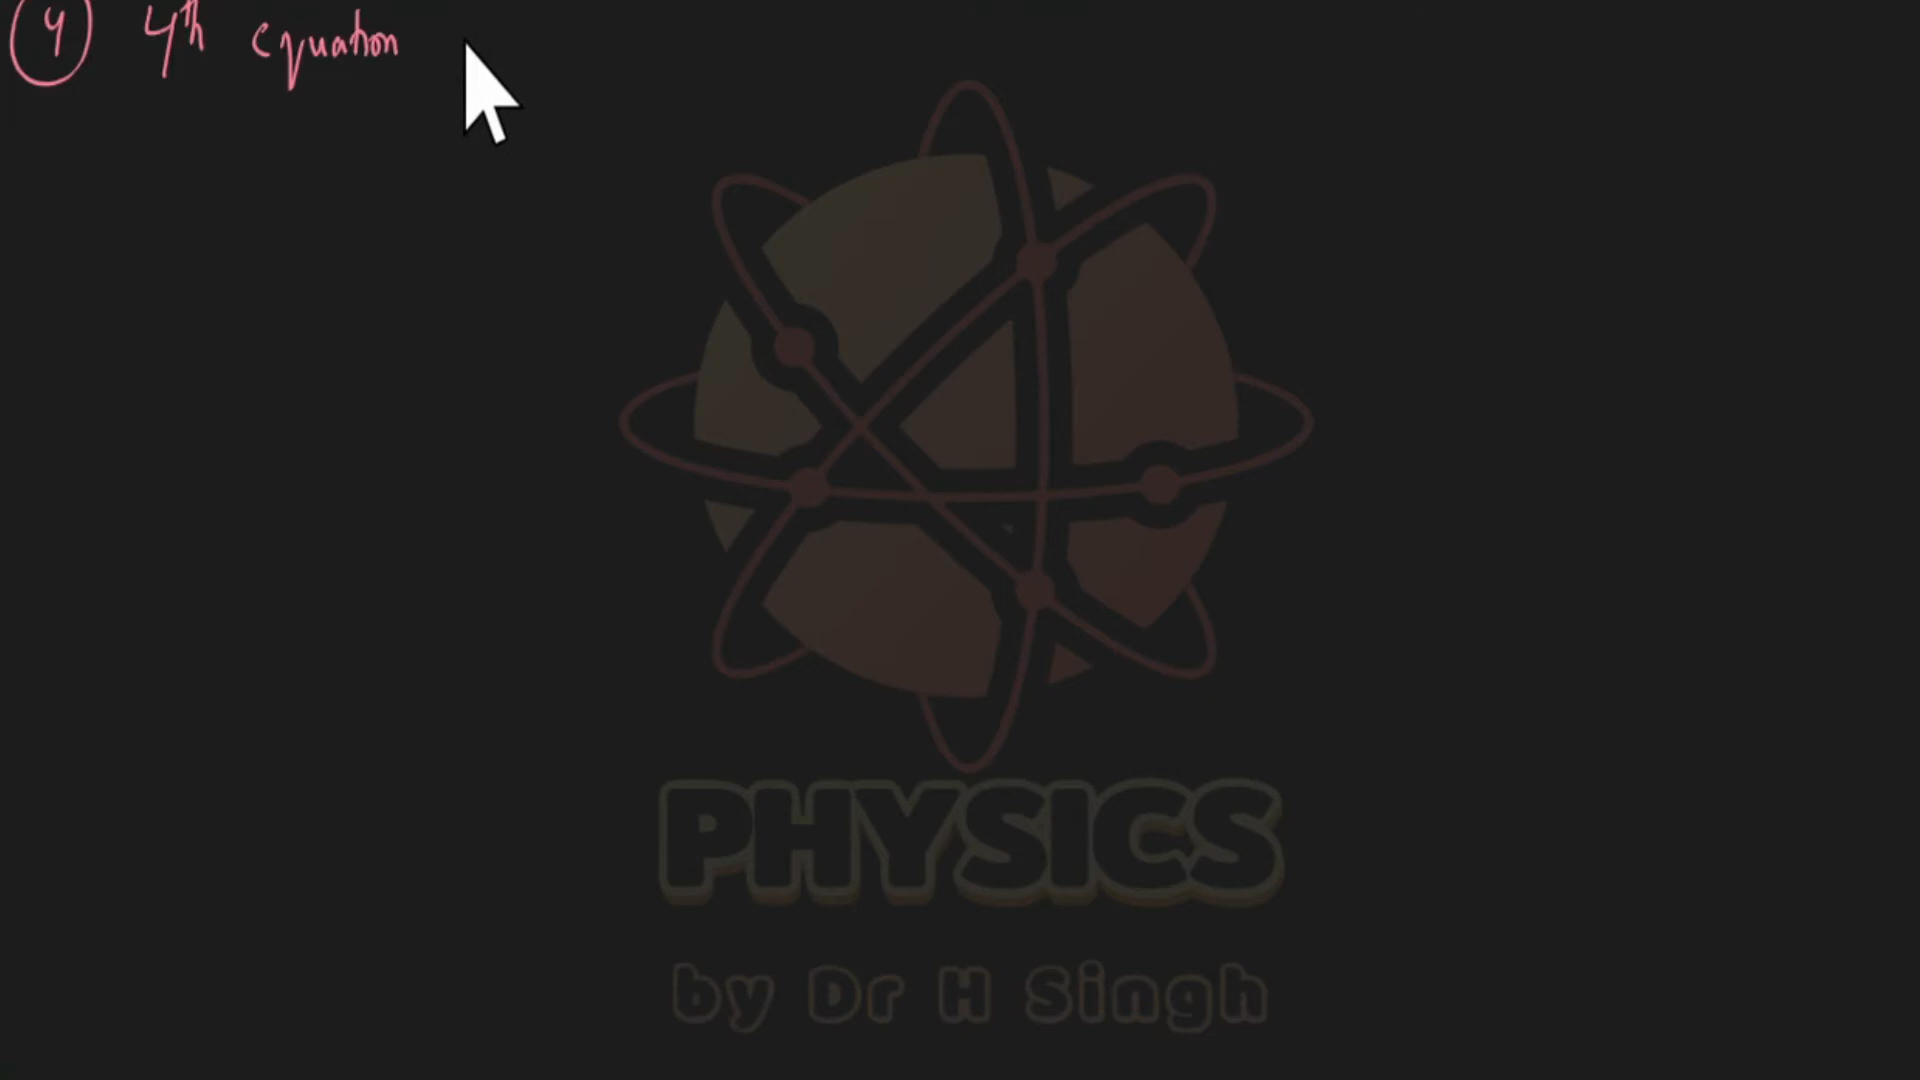 ④ 4th equation
PHYSICS
by Dr H Singh